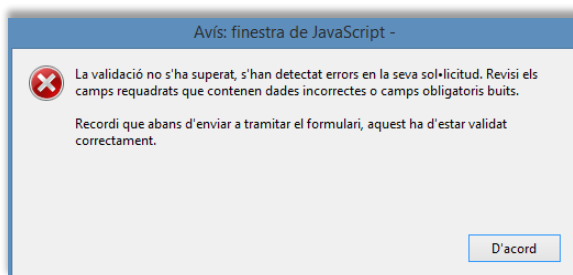 Avís: finestra de JavaScript -
La validació no s'ha superat, s'han detectat errors en la seva sol•licitud. Revisi els
camps requadrats que contenen dades incorrectes o camps obligatoris buits.
Recordi que abans d'enviar a tramitar el formulari, aquest ha d'estar validat
correctament.
D'acord